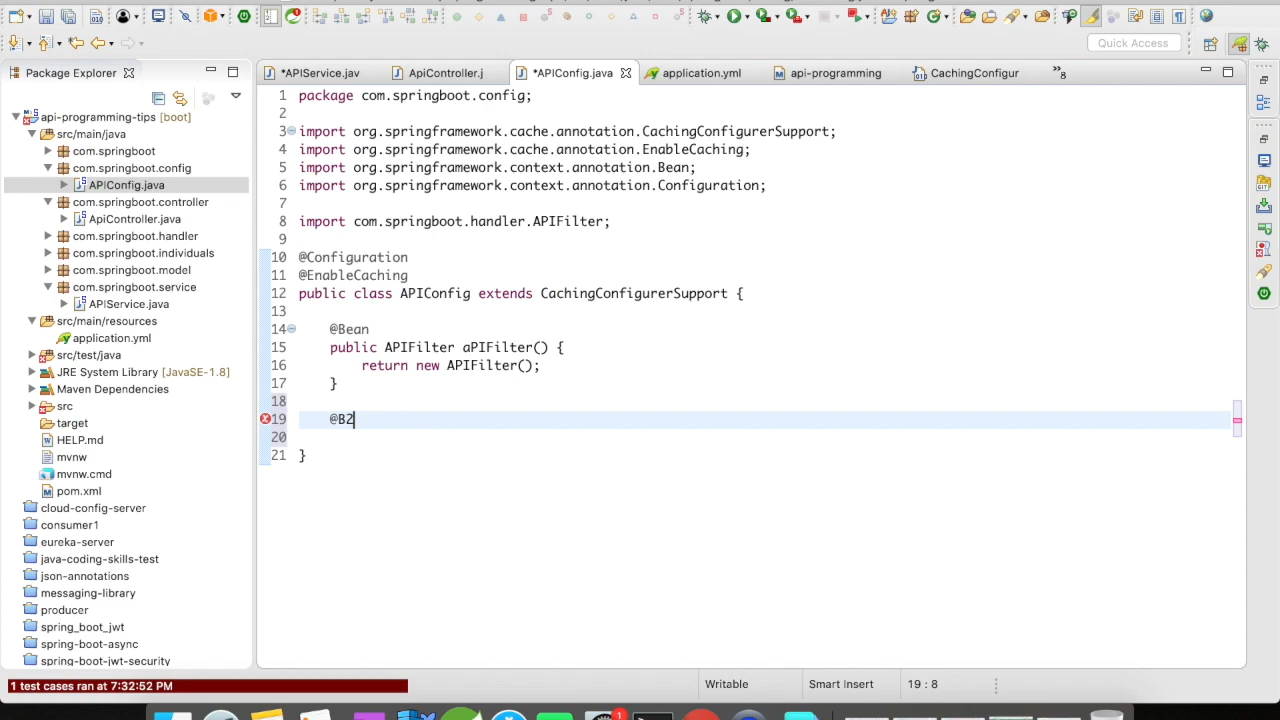 Quick Access
Package Explorer
*APIService.jav
ApiController.j
*APIConfig.java
application.yml
api-programming
CachingConfigur
»8
api-programming-tips [boot]
src/main/java
com.springboot
com.springboot.config
APIConfig.java
com.springboot.controller
ApiController.java
com.springboot.handler
com.springboot.individuals
com.springboot.model
com.springboot.service
APIService.java
src/main/resources
application.yml
src/test/java
JRE System Library [JavaSE-1.8]
Maven Dependencies
src
target
HELP.md
mvnw
mvnw.cmd
pom.xml
cloud-config-server
consumer1
eureka-server
java-coding-skills-test
json-annotations
messaging-library
producer
spring_boot_jwt
spring-boot-async
spring-boot-jwt-security
1 package com.springboot.config;
2
3 import org.springframework.cache.annotation.CachingConfigurerSupport;
4 import org.springframework.cache.annotation.EnableCaching;
5 import org.springframework.context.annotation.Bean;
6 import org.springframework.context.annotation.Configuration;
7
8 import com.springboot.handler.APIFilter;
9
10 @Configuration
11 @EnableCaching
12 public class APIConfig extends CachingConfigurerSupport {
13
14 @Bean
15 public APIFilter aPIFilter() {
16 return new APIFilter();
17 }
18
19 @BZ
20
21 }
1 test cases ran at 7:32:52 PM
Writable
Smart Insert
19 : 8
1